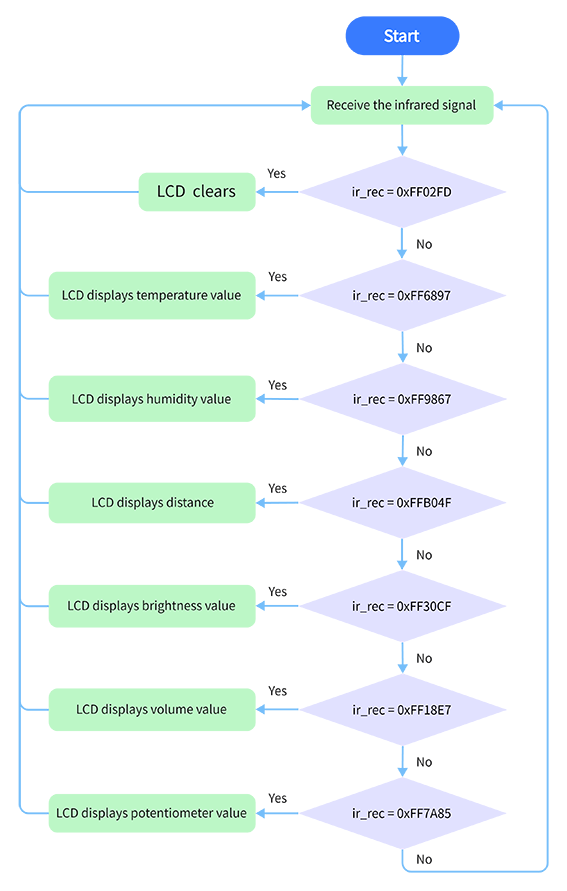 Start
Receive the infrared signal
Yes
LCD clears
ir_rec = 0xFF02FD
No
Yes
LCD displays temperature value
ir_rec = 0xFF6897
No
Yes
LCD displays humidity value
ir_rec = 0xFF9867
No
Yes
LCD displays distance
ir_rec = 0xFFB04F
No
Yes
LCD displays brightness value
ir_rec = 0xFF30CF
No
Yes
LCD displays volume value
ir_rec = 0xFF18E7
No
Yes
LCD displays potentiometer value
ir_rec = 0xFF7A85
No